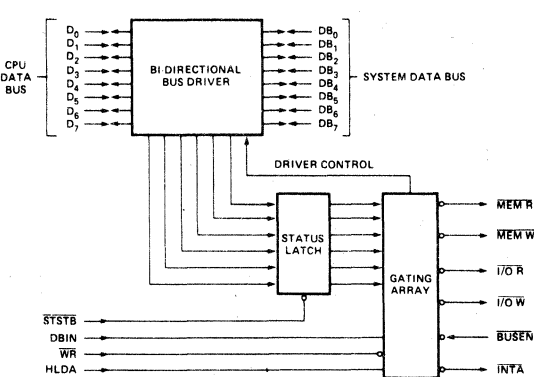 D0
D1
D2
D3
D4
D5
D6
D7
CPU
DATA
BUS
BI-DIRECTIONAL
BUS DRIVER
DB0
DB1
DB2
DB3
DB4
DB5
DB6
DB7
SYSTEM DATA BUS
DRIVER CONTROL
STATUS
LATCH
GATING
ARRAY
MEM R
MEM W
I/O R
I/O W
BUSEN
INTA
STSTB
DBIN
WR
HLDA